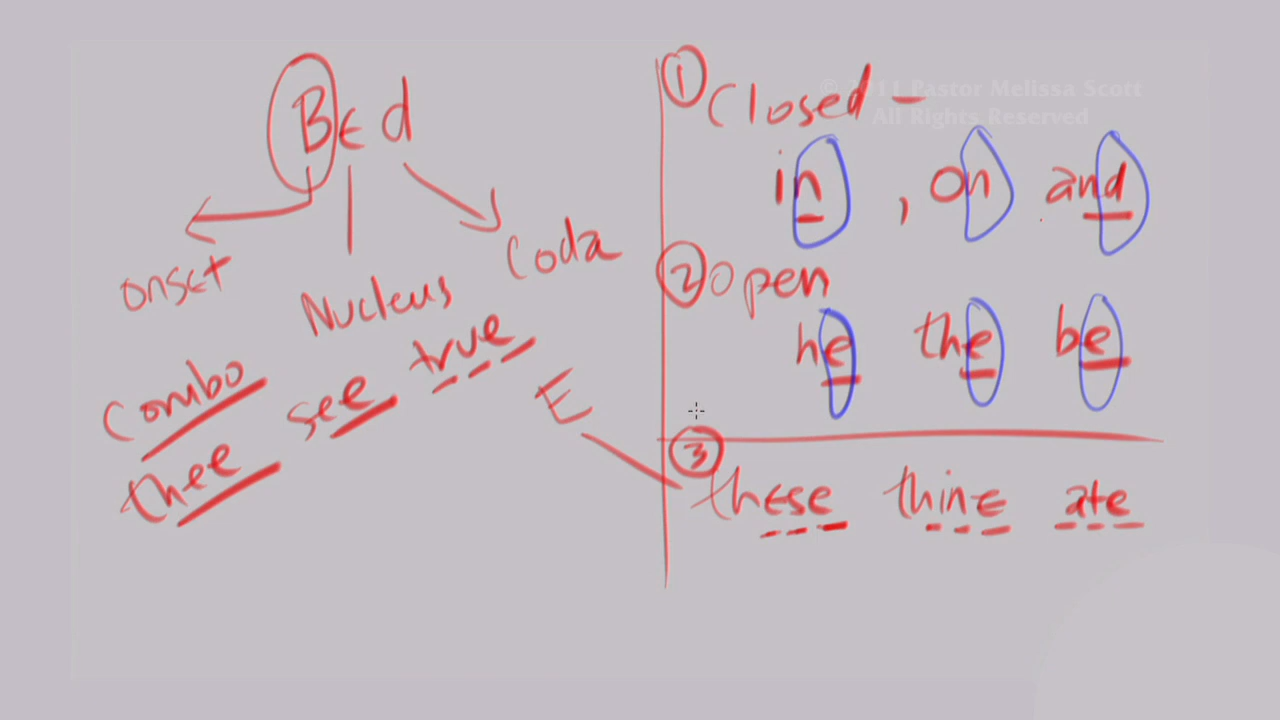 Bed
onset
Nucleus
Coda
Combo see true
thee
E
① Closed -
in , on and
② open
he the be
③ these thine ate
© 2011 Pastor Melissa Scott
All Rights Reserved